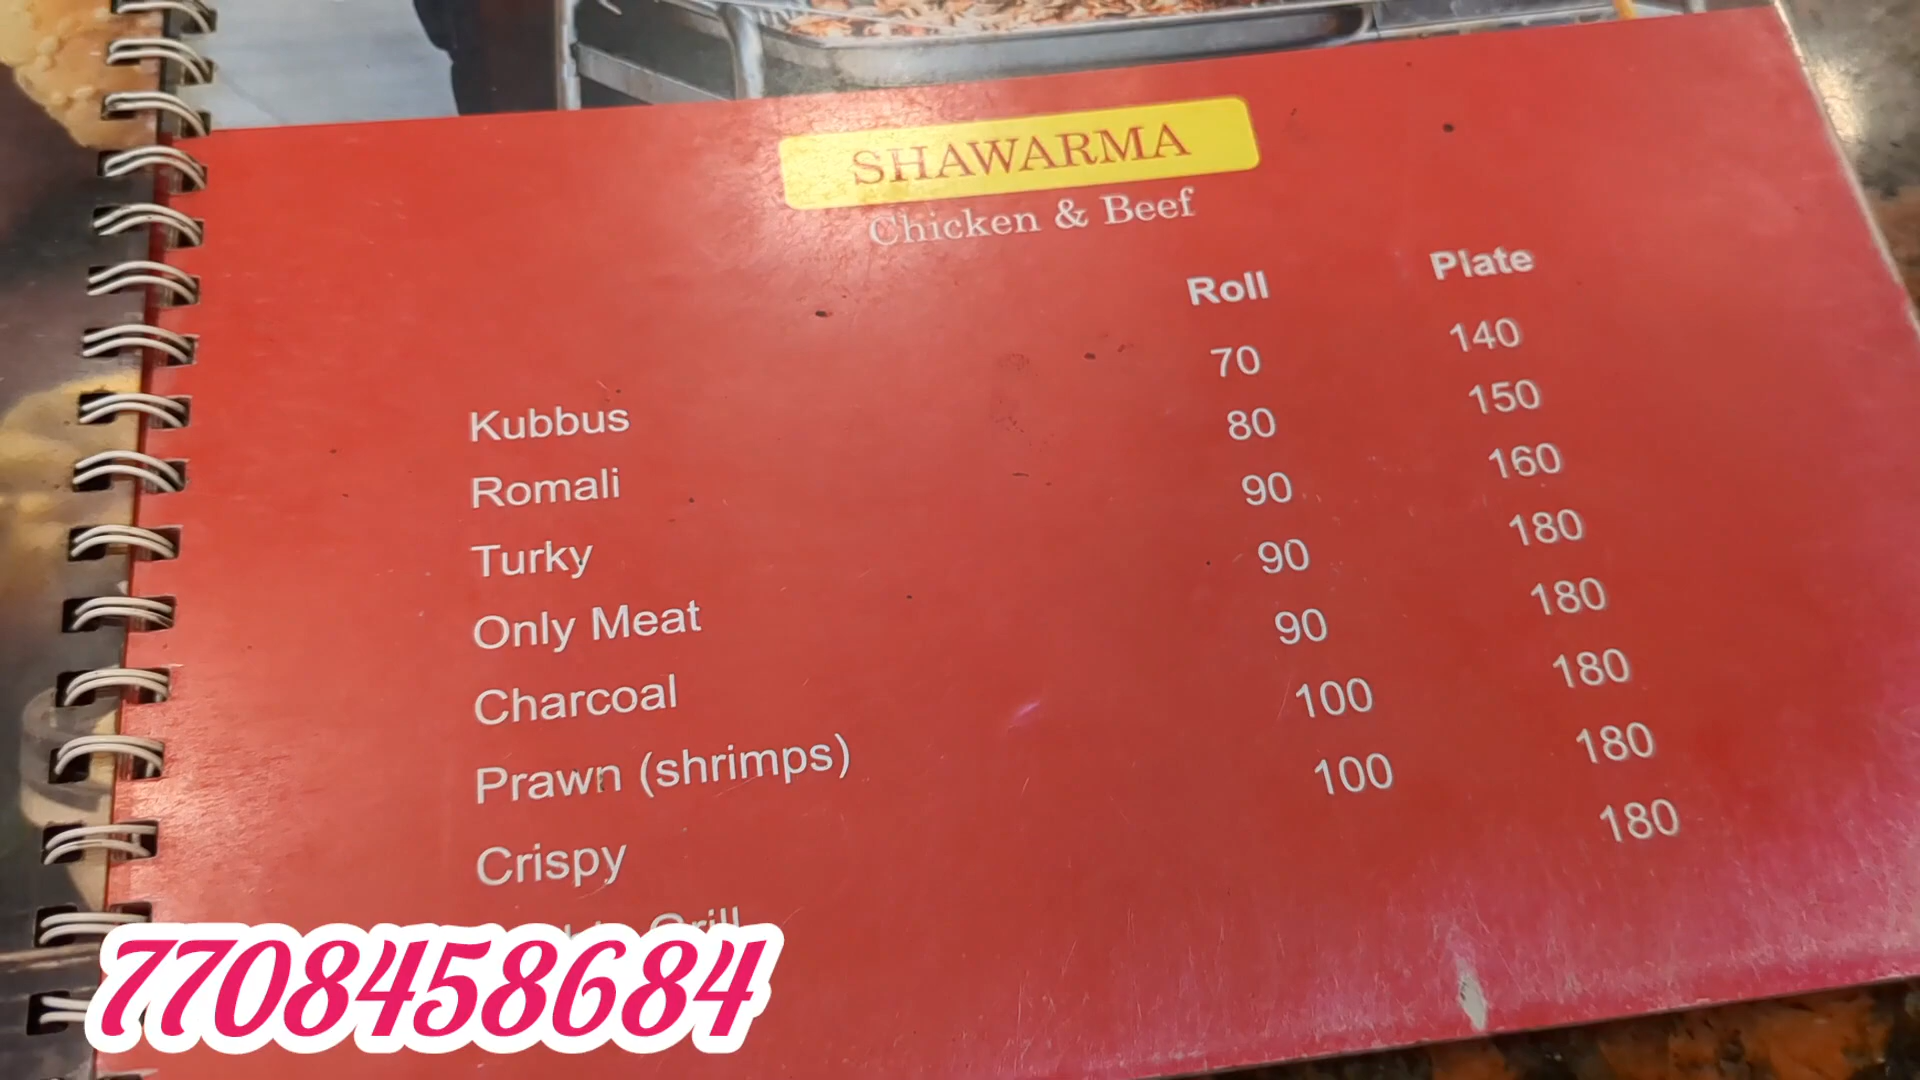 SHAWARMA
Chicken & Beef
Roll Plate
Kubbus 70 140
Romali 80 150
Turky 90 160
Only Meat 90 180
Charcoal 90 180
Prawn (shrimps) 100 180
Crispy 100 180
Grill 180
7708458684